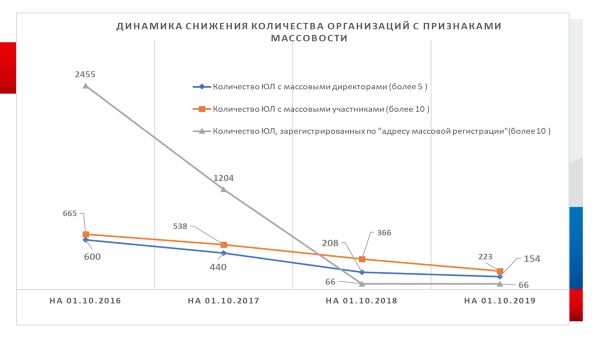 ДИНАМИКА СНИЖЕНИЯ КОЛИЧЕСТВА ОРГАНИЗАЦИЙ С ПРИЗНАКАМИ
МАССОВОСТИ
2455
Количество ЮЛ с массовыми директорами (более 5 )
Количество ЮЛ с массовыми участниками (более 10 )
Количество ЮЛ, зарегистрированных по "адресу массовой регистрации"(более 10 )
1204
665
538
366
600
440
208
223
154
66
66
НА 01.10.2016
НА 01.10.2017
НА 01.10.2018
НА 01.10.2019